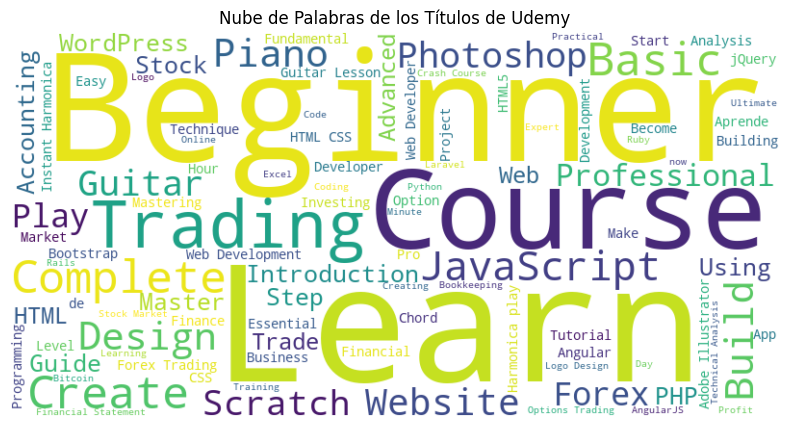 Nube de Palabras de los Títulos de Udemy
WordPress
Fundamental
Practical
Start
Analysis
Piano
Photoshop
Basic
jQuery
Stock
Logo
Easy
Guitar Lesson
Crash Course
Advanced
HTML5
Ultimate
Accounting
Instant Harmonica
Beginner
Code
Technique
Online
HTML CSS
Web Developer
Project
Expert
Development
Become
Ruby
Aprende
Building
Hour
Developer
Laravel
now
Excel
Coding
Python
Web
Professional
Guitar
Mastering
Investing
Option
Minute
Play
Trading
Course
Make
Market
Bootstrap
Web Development
Pro
Rails
Complete
Introduction
Creating
JavaScript
Bookkeeping
Using
Stock Market
Master
Step
Learn
HTML
de
Finance
Essential
Chord
Harmonica play
Adobe Illustrator
Technical Analysis
Build
App
Programming
Design
Trade
Tutorial
Level
Learning
Forex Trading
Business
Financial
Angular
Guide
Bitcoin
CSS
Logo Design
Day
Create
Training
Scratch
Website
Forex
PHP
Financial Statement
Options Trading
AngularJS
Profit